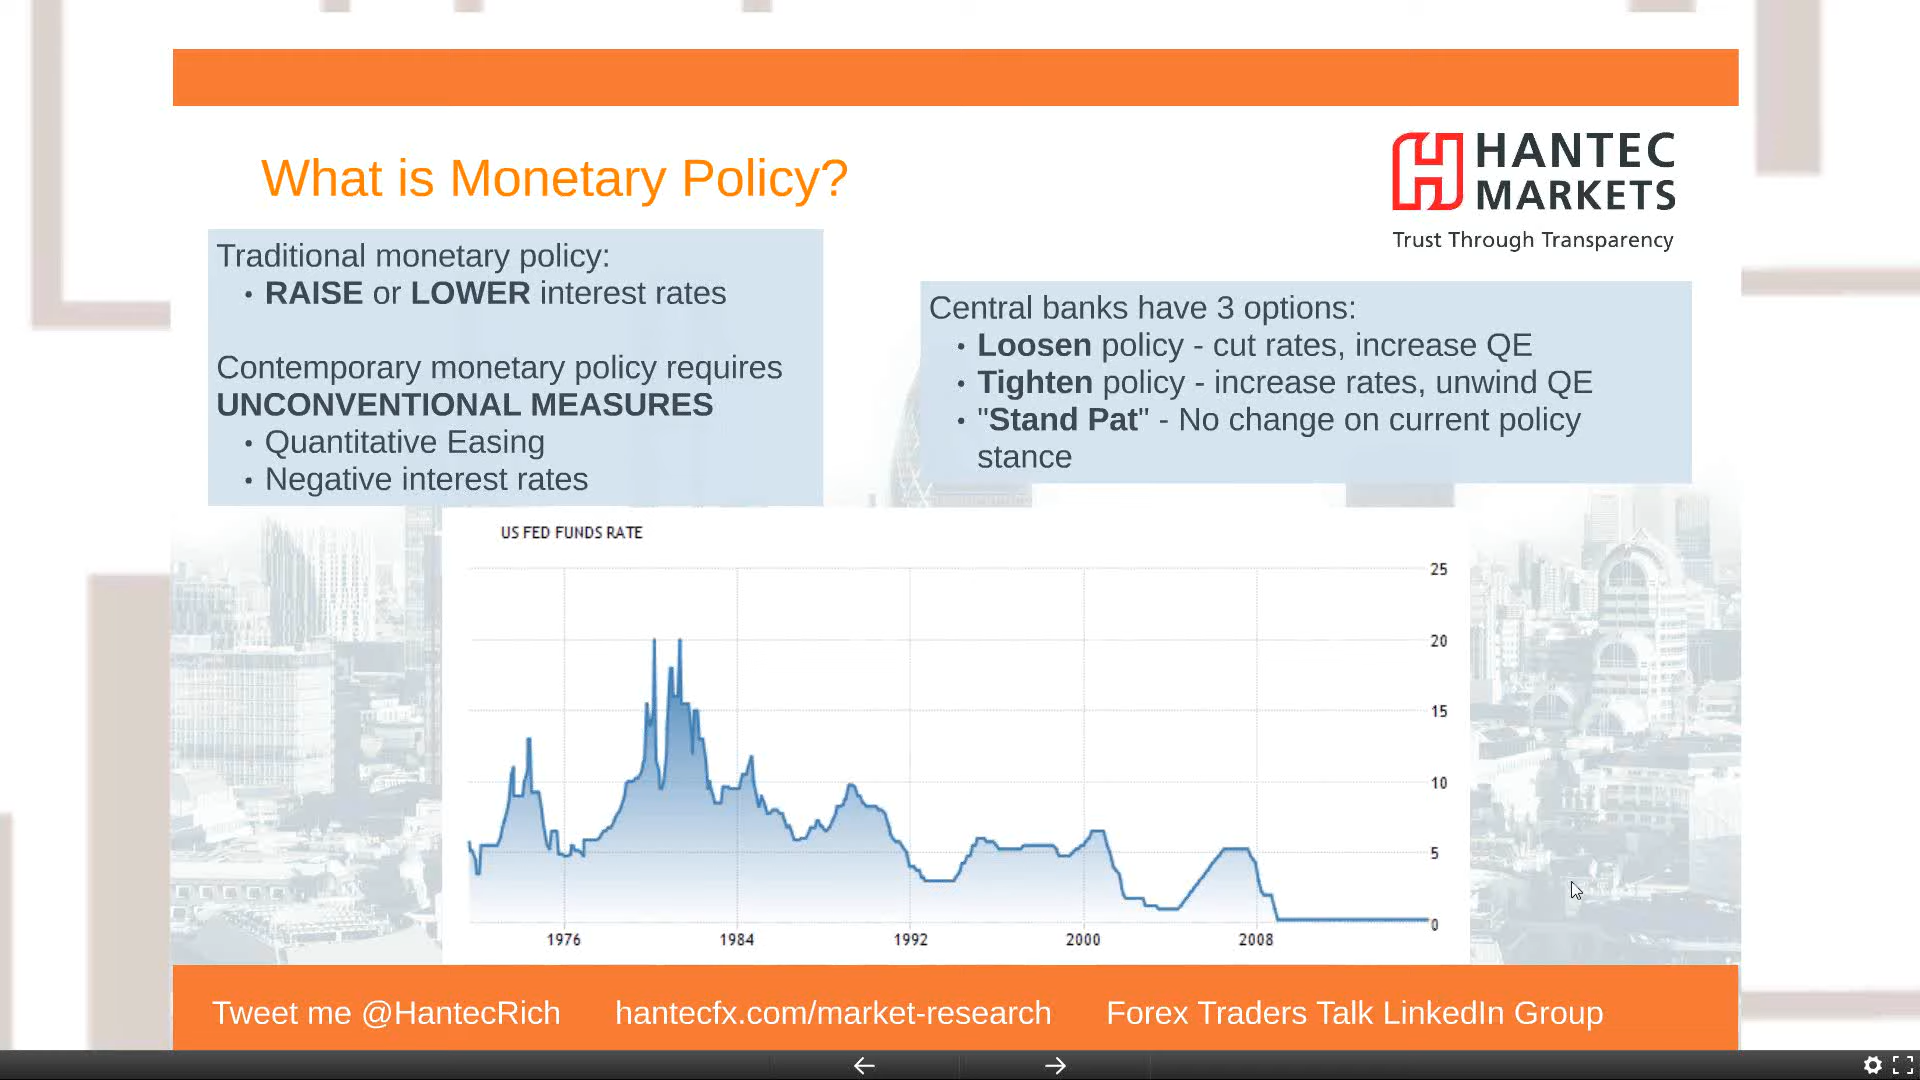 What is Monetary Policy?
HANTEC
MARKETS
Trust Through Transparency
Traditional monetary policy:
• RAISE or LOWER interest rates
Contemporary monetary policy requires
UNCONVENTIONAL MEASURES
• Quantitative Easing
• Negative interest rates
Central banks have 3 options:
• Loosen policy - cut rates, increase QE
• Tighten policy - increase rates, unwind QE
• "Stand Pat" - No change on current policy
stance
US FED FUNDS RATE
25
20
15
10
5
0
1976 1984 1992 2000 2008
Tweet me @HantecRich hantecfx.com/market-research Forex Traders Talk LinkedIn Group